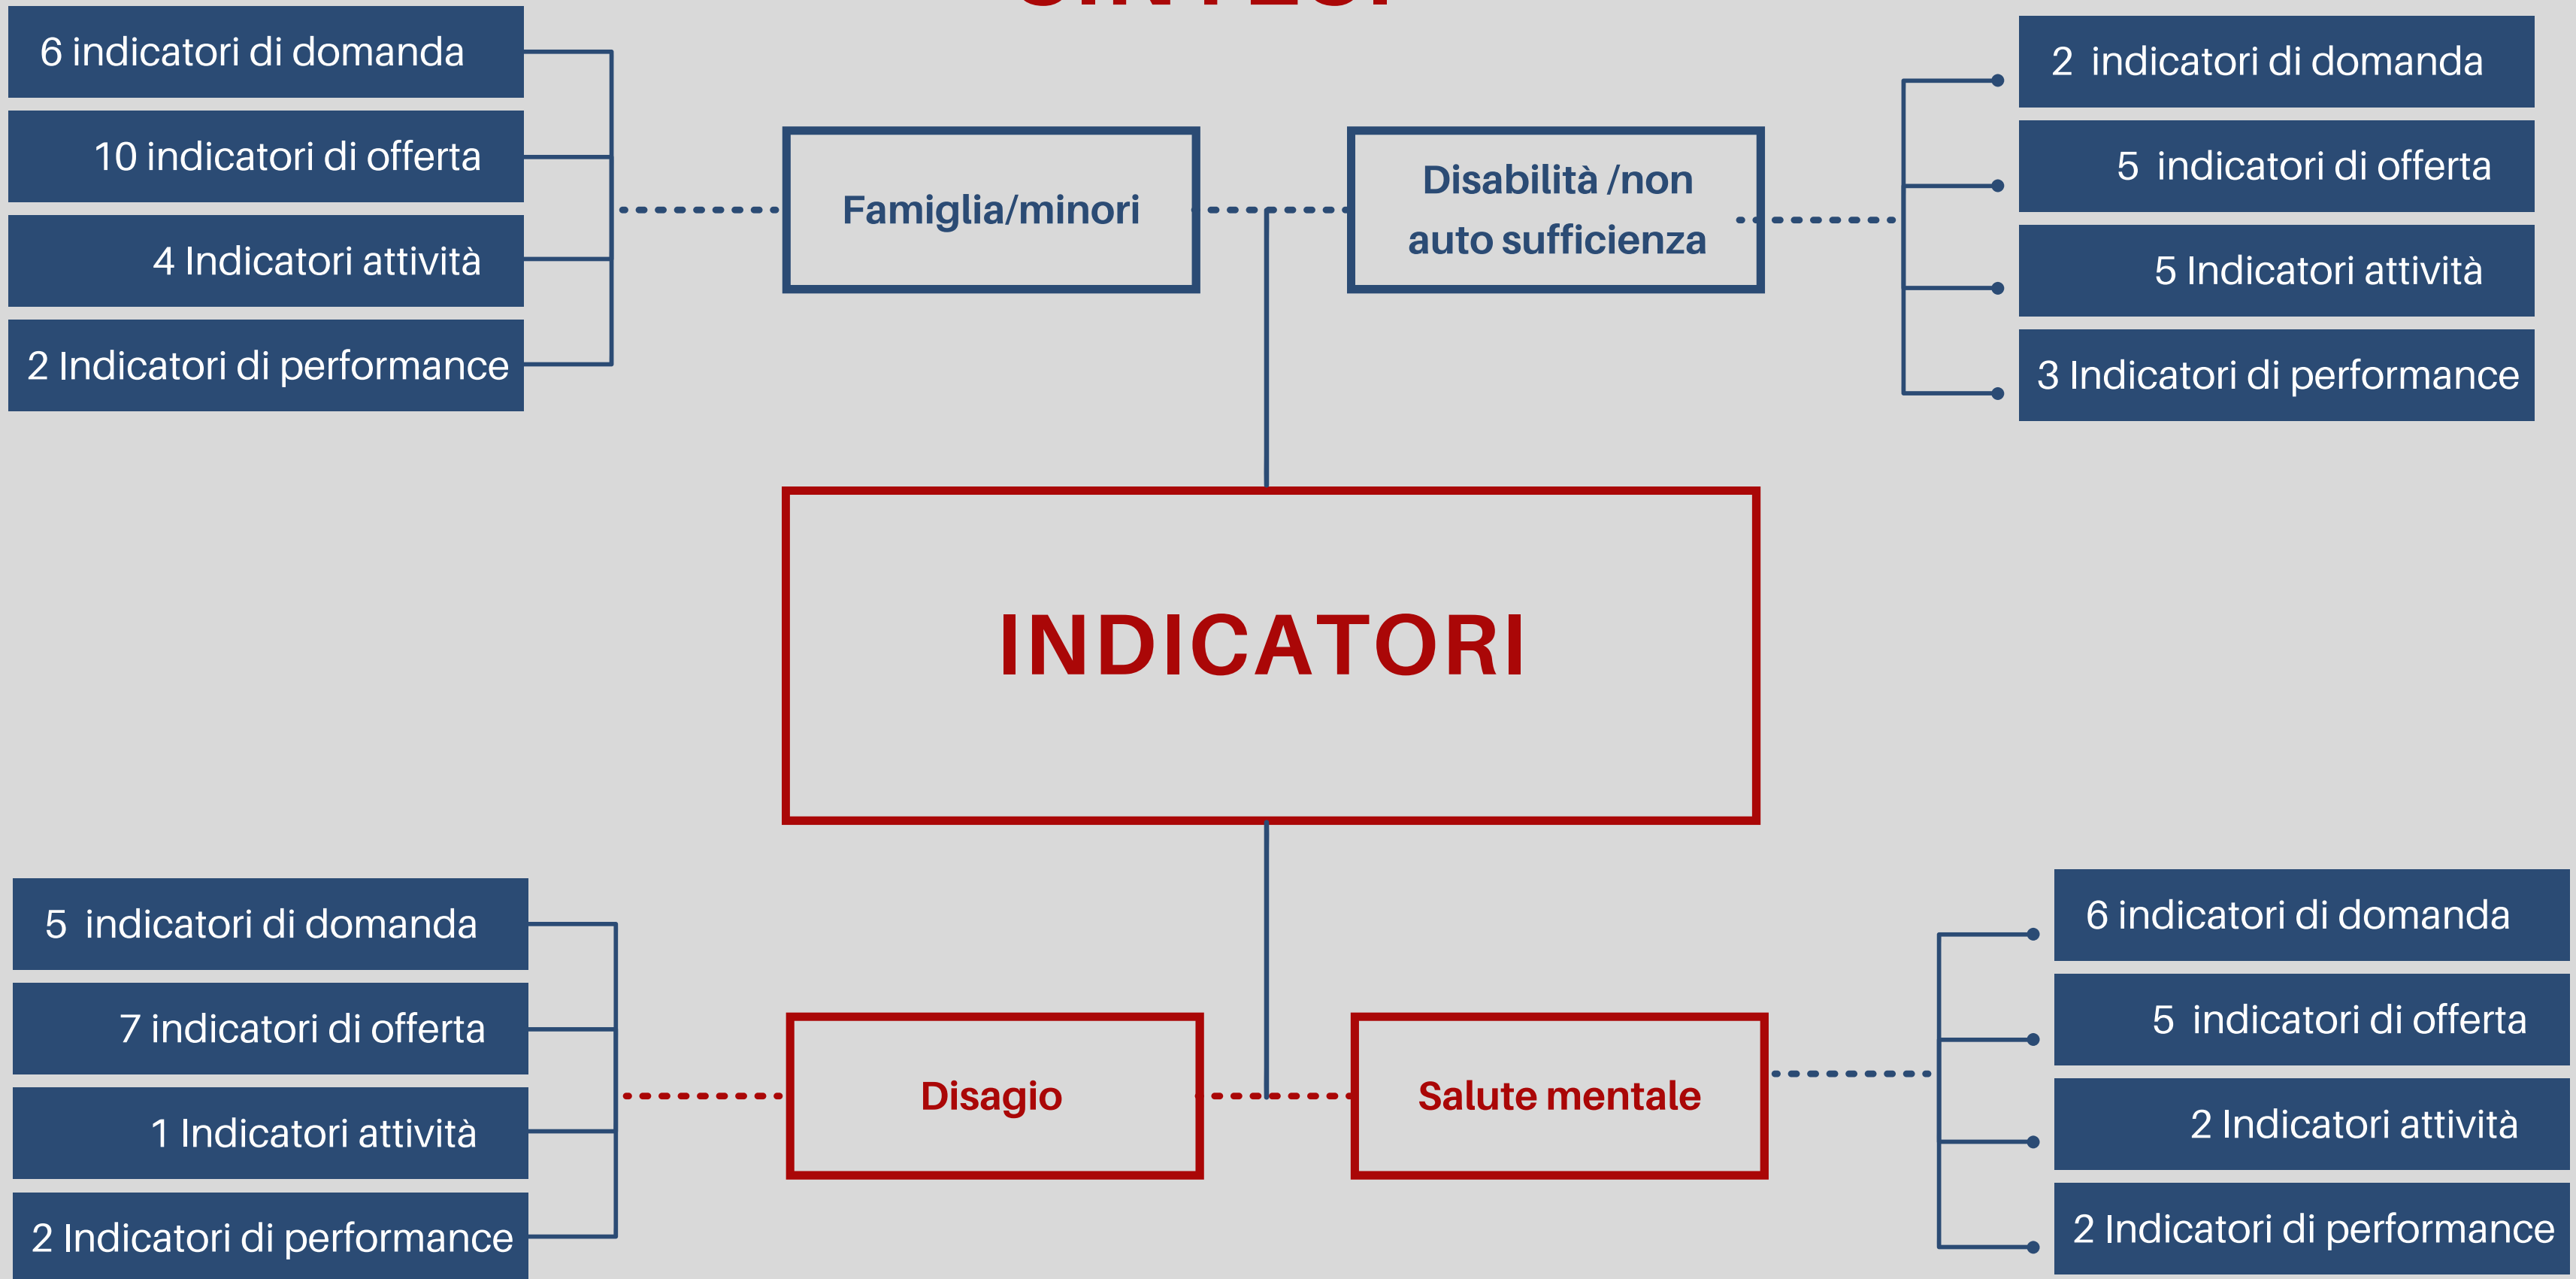 6 indicatori di domanda
10 indicatori di offerta
4 Indicatori attività
2 Indicatori di performance
Famiglia/minori
Disabilità /non
auto sufficienza
2 indicatori di domanda
5 indicatori di offerta
5 Indicatori attività
3 Indicatori di performance
INDICATORI
5 indicatori di domanda
7 indicatori di offerta
1 Indicatori attività
2 Indicatori di performance
Disagio
Salute mentale
6 indicatori di domanda
5 indicatori di offerta
2 Indicatori attività
2 Indicatori di performance